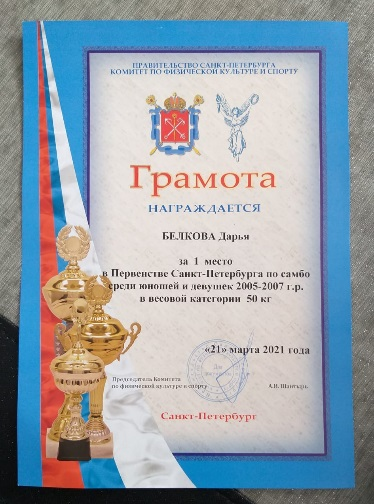 ПРАВИТЕЛЬСТВО САНКТ-ПЕТЕРБУРГА
КОМИТЕТ ПО ФИЗИЧЕСКОЙ КУЛЬТУРЕ И СПОРТУ
Грамота
НАГРАЖДАЕТСЯ
БЕЛКОВА Дарья
за 1 место
в Первенстве Санкт-Петербурга по самбо
среди юношей и девушек 2005-2007 г.р.
в весовой категории 50 кг
«21» марта 2021 года
Председатель Комитета
по физической культуре и спорту
Санкт-Петербург